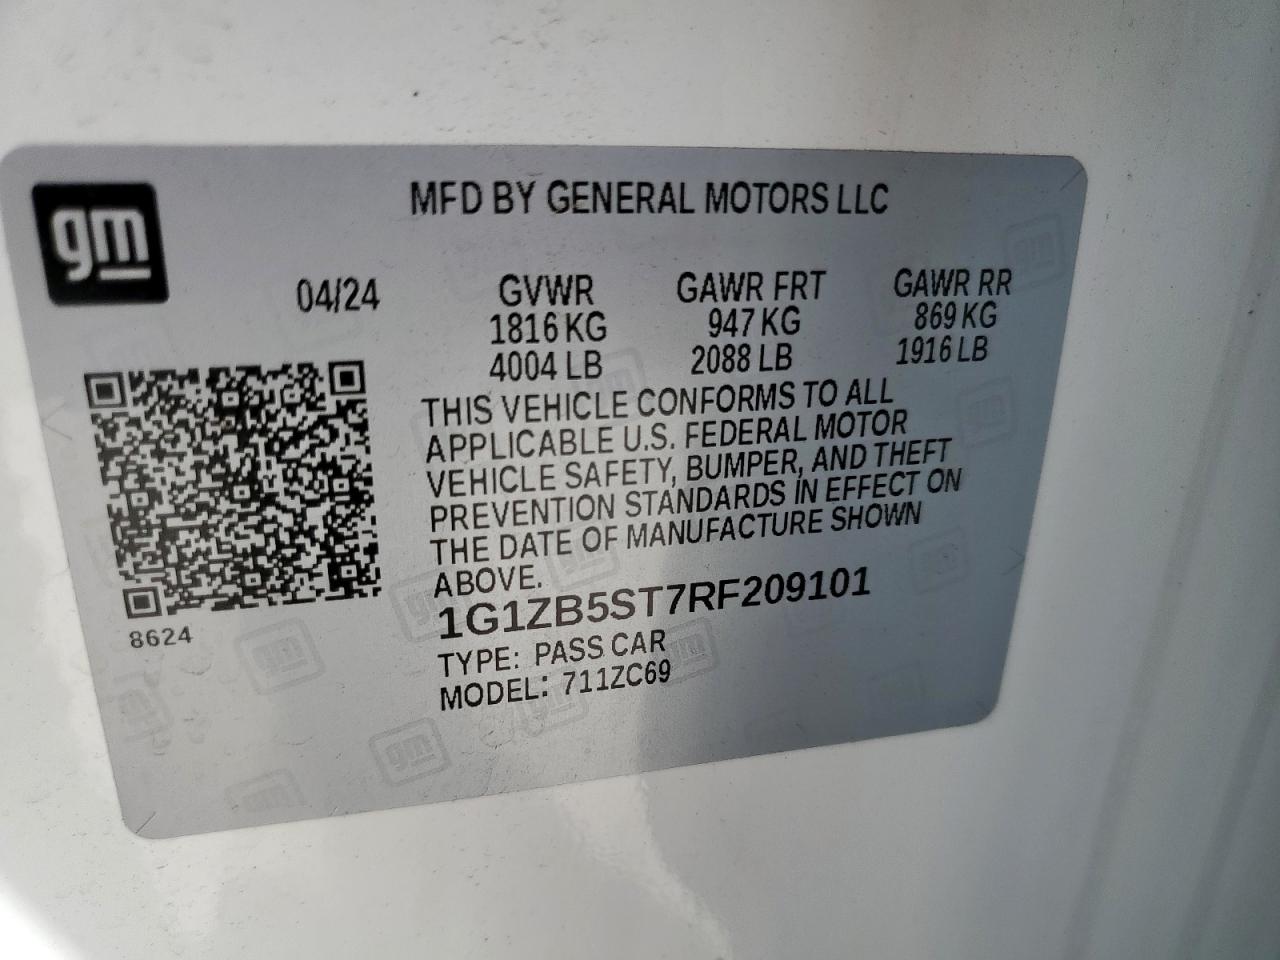 gm
MFD BY GENERAL MOTORS LLC
04/24
GVWR
1816 KG
4004 LB
GAWR FRT
947 KG
2088 LB
GAWR RR
869 KG
1916 LB
THIS VEHICLE CONFORMS TO ALL
APPLICABLE U.S. FEDERAL MOTOR
VEHICLE SAFETY, BUMPER, AND THEFT
PREVENTION STANDARDS IN EFFECT ON
THE DATE OF MANUFACTURE SHOWN
ABOVE.
1G1ZB5ST7RF209101
TYPE: PASS CAR
MODEL: 711ZC69
8624